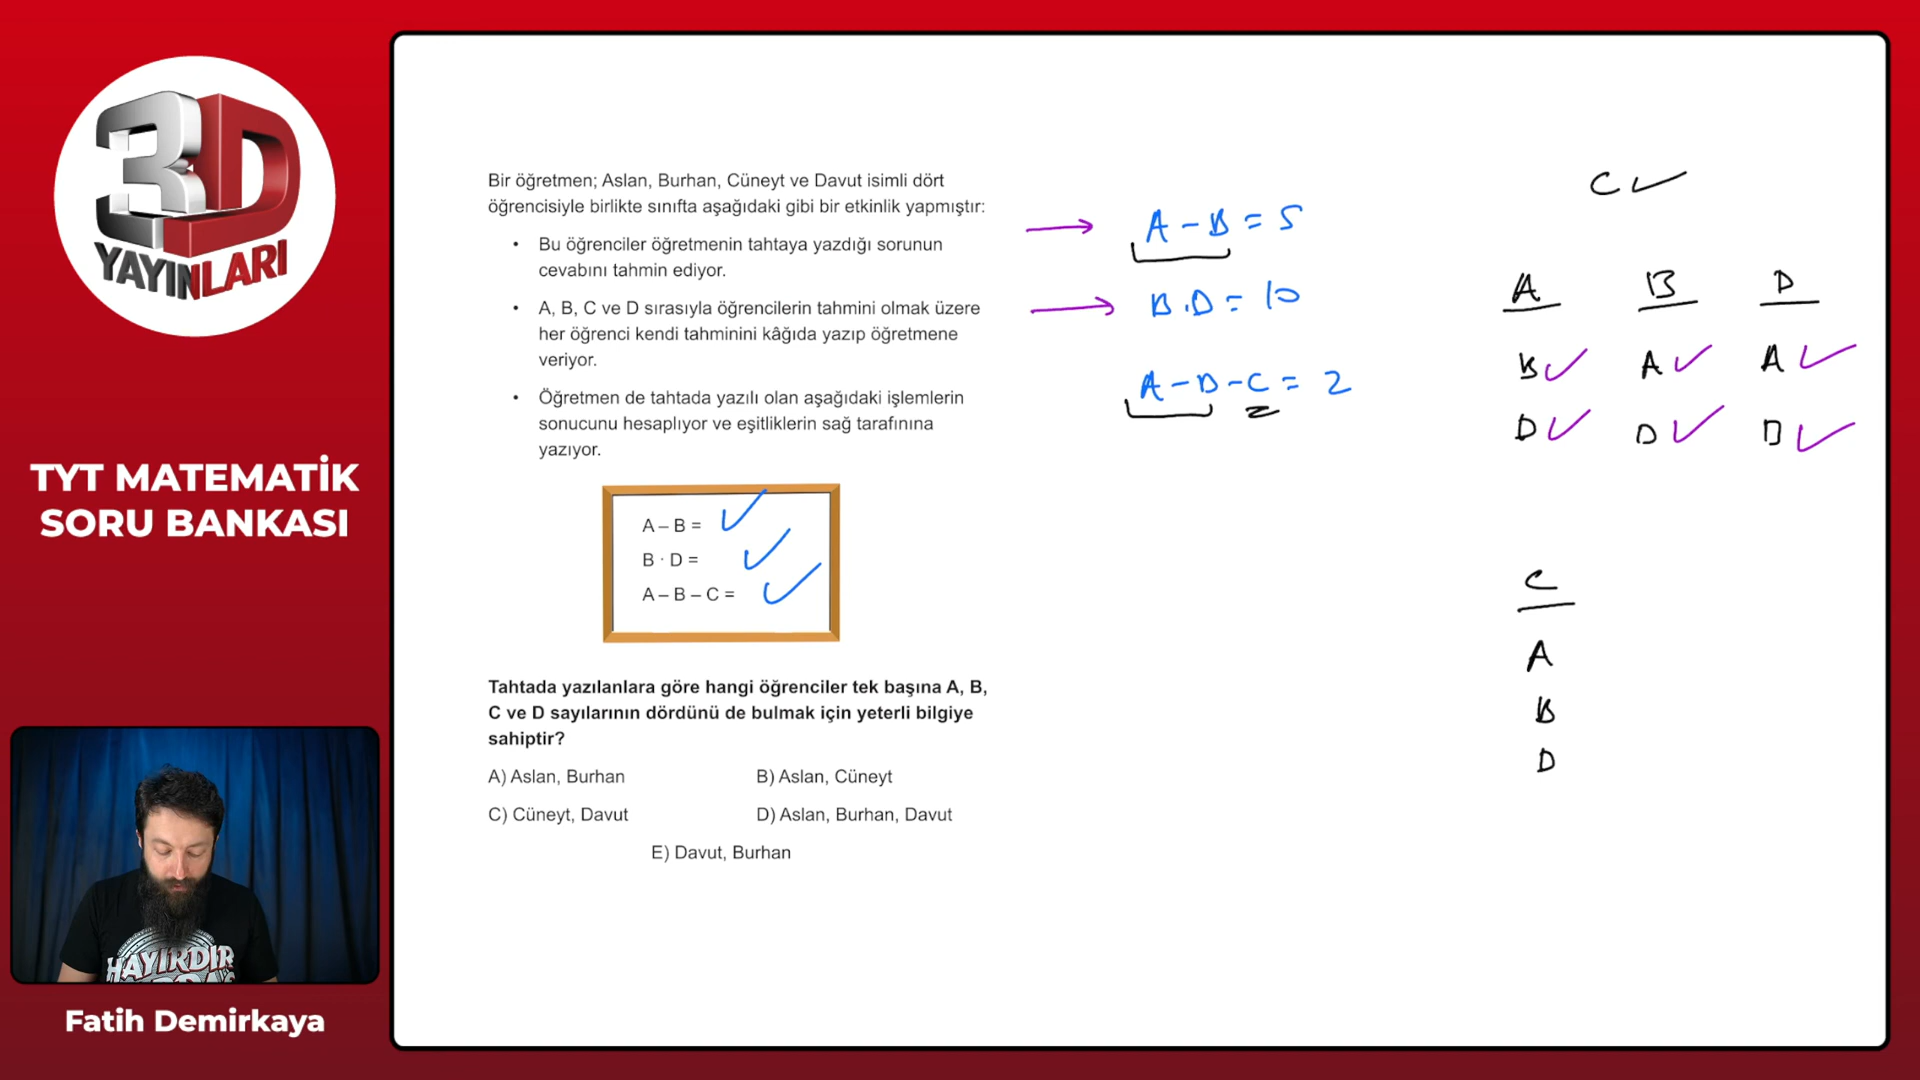 3D
YAYINLARI
TYT MATEMATİK
SORU BANKASI
HAYIRDIR
Fatih Demirkaya
Bir öğretmen; Aslan, Burhan, Cüneyt ve Davut isimli dört
öğrencisiyle birlikte sınıfta aşağıdaki gibi bir etkinlik yapmıştır:
• Bu öğrenciler öğretmenin tahtaya yazdığı sorunun
cevabını tahmin ediyor.
• A, B, C ve D sırasıyla öğrencilerin tahmini olmak üzere
her öğrenci kendi tahminini kâğıda yazıp öğretmene
veriyor.
• Öğretmen de tahtada yazılı olan aşağıdaki işlemlerin
sonucunu hesaplıyor ve eşitliklerin sağ tarafınına
yazıyor.
A – B = ✓
B · D = ✓
A – B – C = ✓
Tahtada yazılanlara göre hangi öğrenciler tek başına A, B,
C ve D sayılarının dördünü de bulmak için yeterli bilgiye
sahiptir?
A) Aslan, Burhan
B) Aslan, Cüneyt
C) Cüneyt, Davut
D) Aslan, Burhan, Davut
E) Davut, Burhan
→ A - B = 5
→ B . D = 10
A - B - C = 2
C ✓
A B D
B ✓ A ✓ A ✓
D ✓ D ✓ B ✓
C
A
B
D